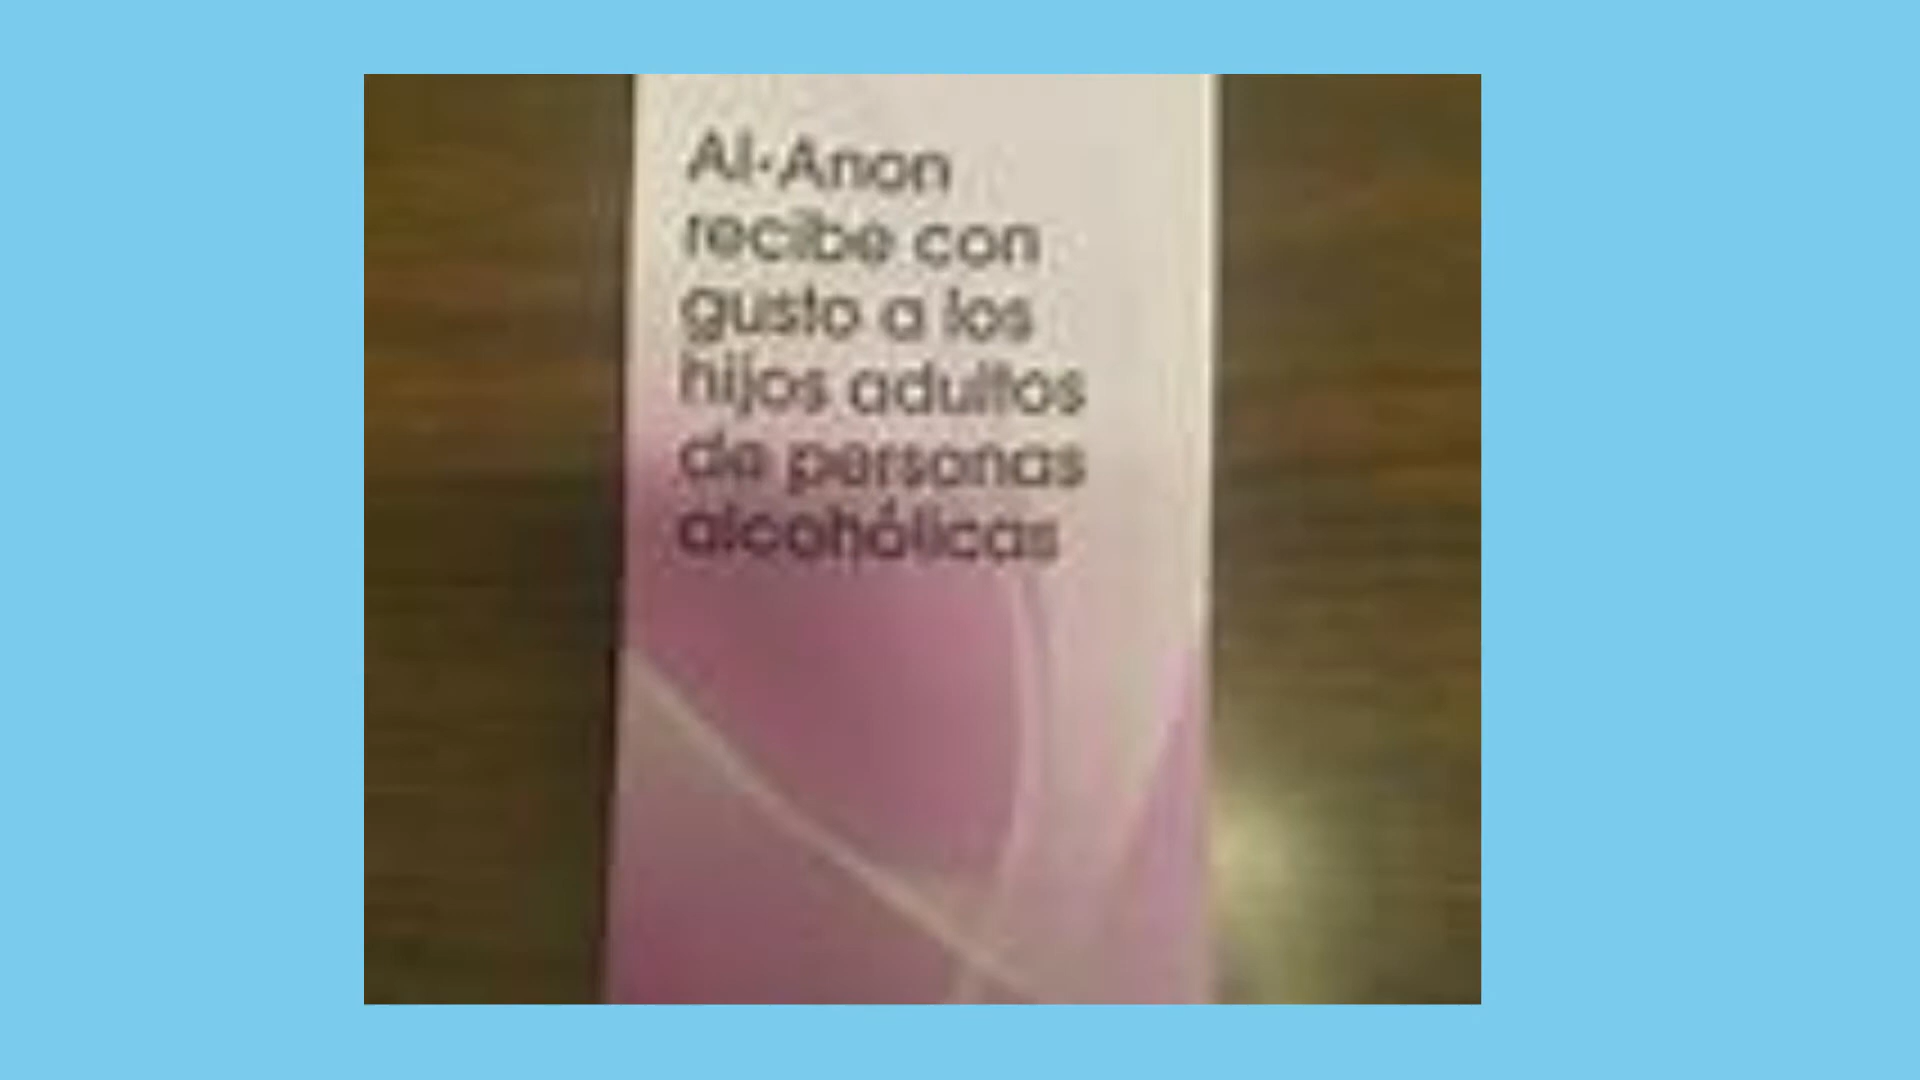 Al-Anon
recibe con
gusto a los
hijos adultos
de personas
alcohólicas